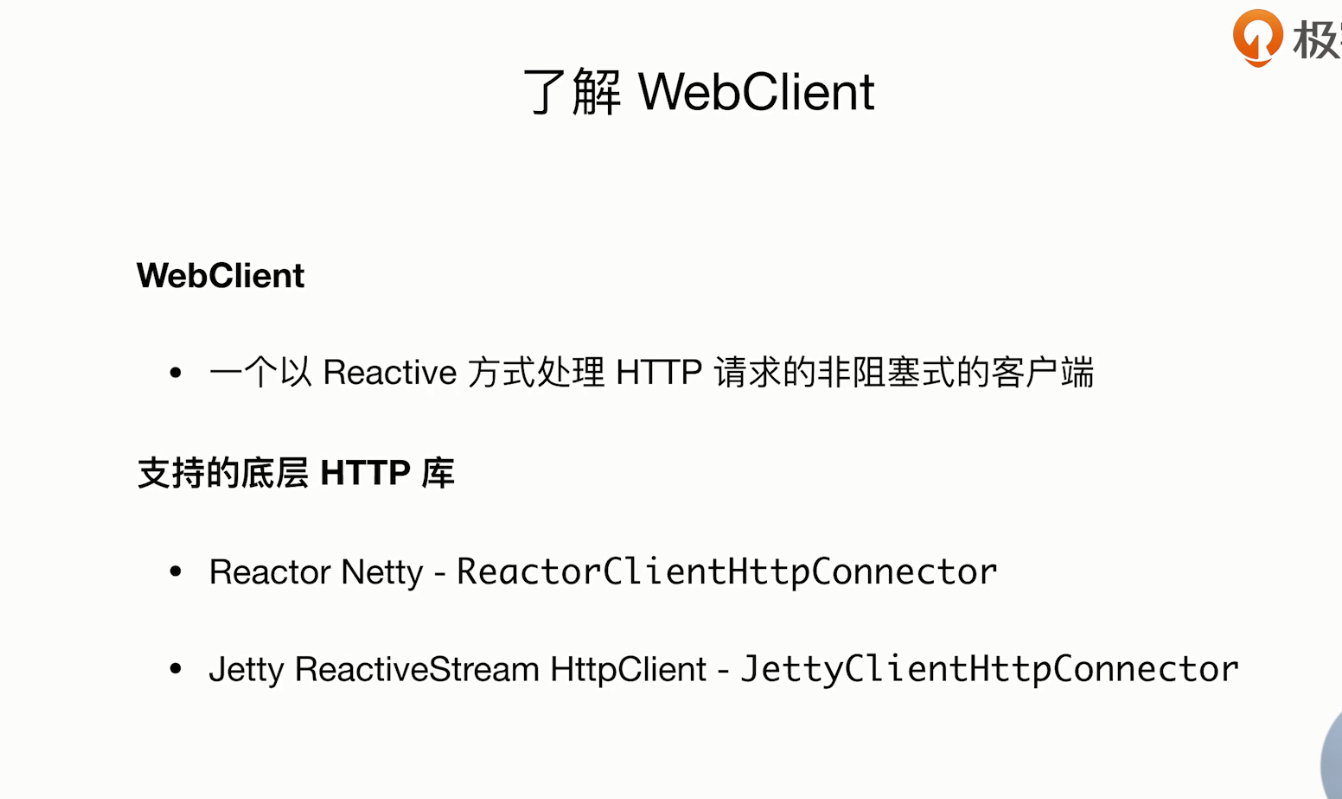 极
了解 WebClient
WebClient
• 一个以 Reactive 方式处理 HTTP 请求的非阻塞式的客户端
支持的底层 HTTP 库
• Reactor Netty - ReactorClientHttpConnector
• Jetty ReactiveStream HttpClient - JettyClientHttpConnector